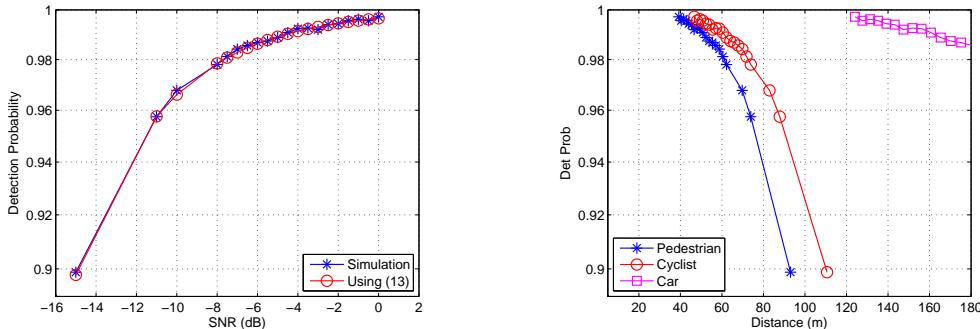 1
0.98
0.96
0.94
0.92
0.9
Detection Probability
−16 −14 −12 −10 −8 −6 −4 −2 0 2
SNR (dB)
Simulation
Using (13)
1
0.98
0.96
0.94
0.92
0.9
Det Prob
20 40 60 80 100 120 140 160 180
Distance (m)
Pedestrian
Cyclist
Car